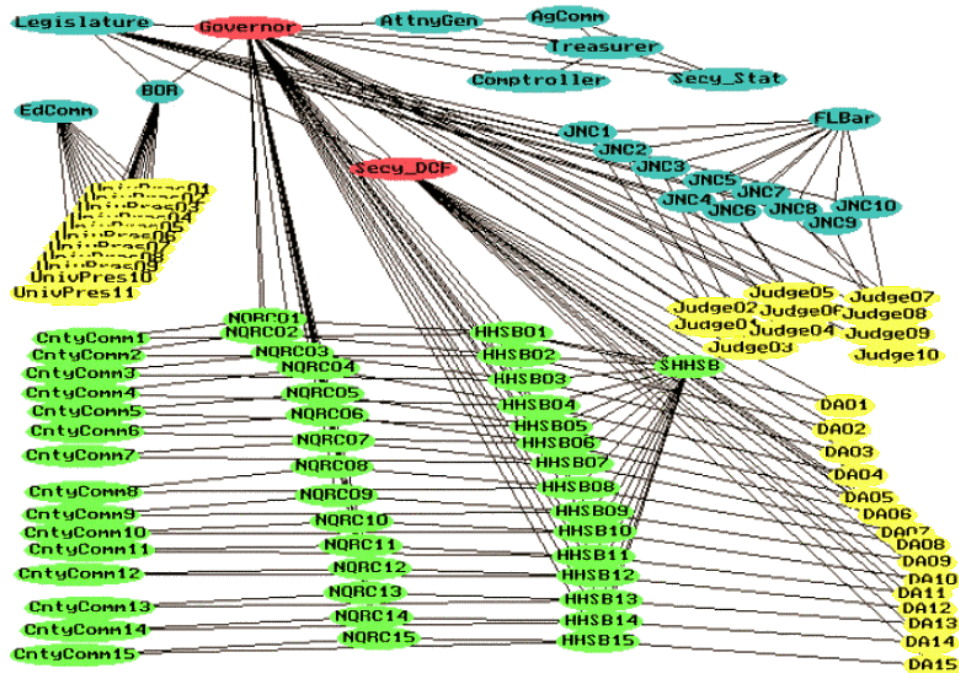 Legislature
Governor
AttnyGen
AgComm
Treasurer
Comptroller
Secy_Stat
BOR
EdComm
FLBar
JNC1
JNC2
JNC3
JNC5
JNC4
JNC7
JNC6
JNC8
JNC10
JNC9
Secy_DCF
UnivPres01
UnivPres10
UnivPres11
Judge05
Judge07
Judge02
Judge06
Judge08
Judge04
Judge09
Judge03
Judge10
NQRC01
NQRC02
NQRC03
NQRC04
NQRC05
NQRC06
NQRC07
NQRC08
NQRC09
NQRC10
NQRC11
NQRC12
NQRC13
NQRC14
NQRC15
CntyComm1
CntyComm2
CntyComm3
CntyComm4
CntyComm5
CntyComm6
CntyComm7
CntyComm8
CntyComm9
CntyComm10
CntyComm11
CntyComm12
CntyComm13
CntyComm14
CntyComm15
HHSB01
HHSB02
HHSB03
HHSB04
HHSB05
HHSB06
HHSB07
HHSB08
HHSB09
HHSB10
HHSB11
HHSB12
HHSB13
HHSB14
HHSB15
SHHSB
DA01
DA02
DA03
DA04
DA05
DA06
DA07
DA08
DA09
DA10
DA11
DA12
DA13
DA14
DA15